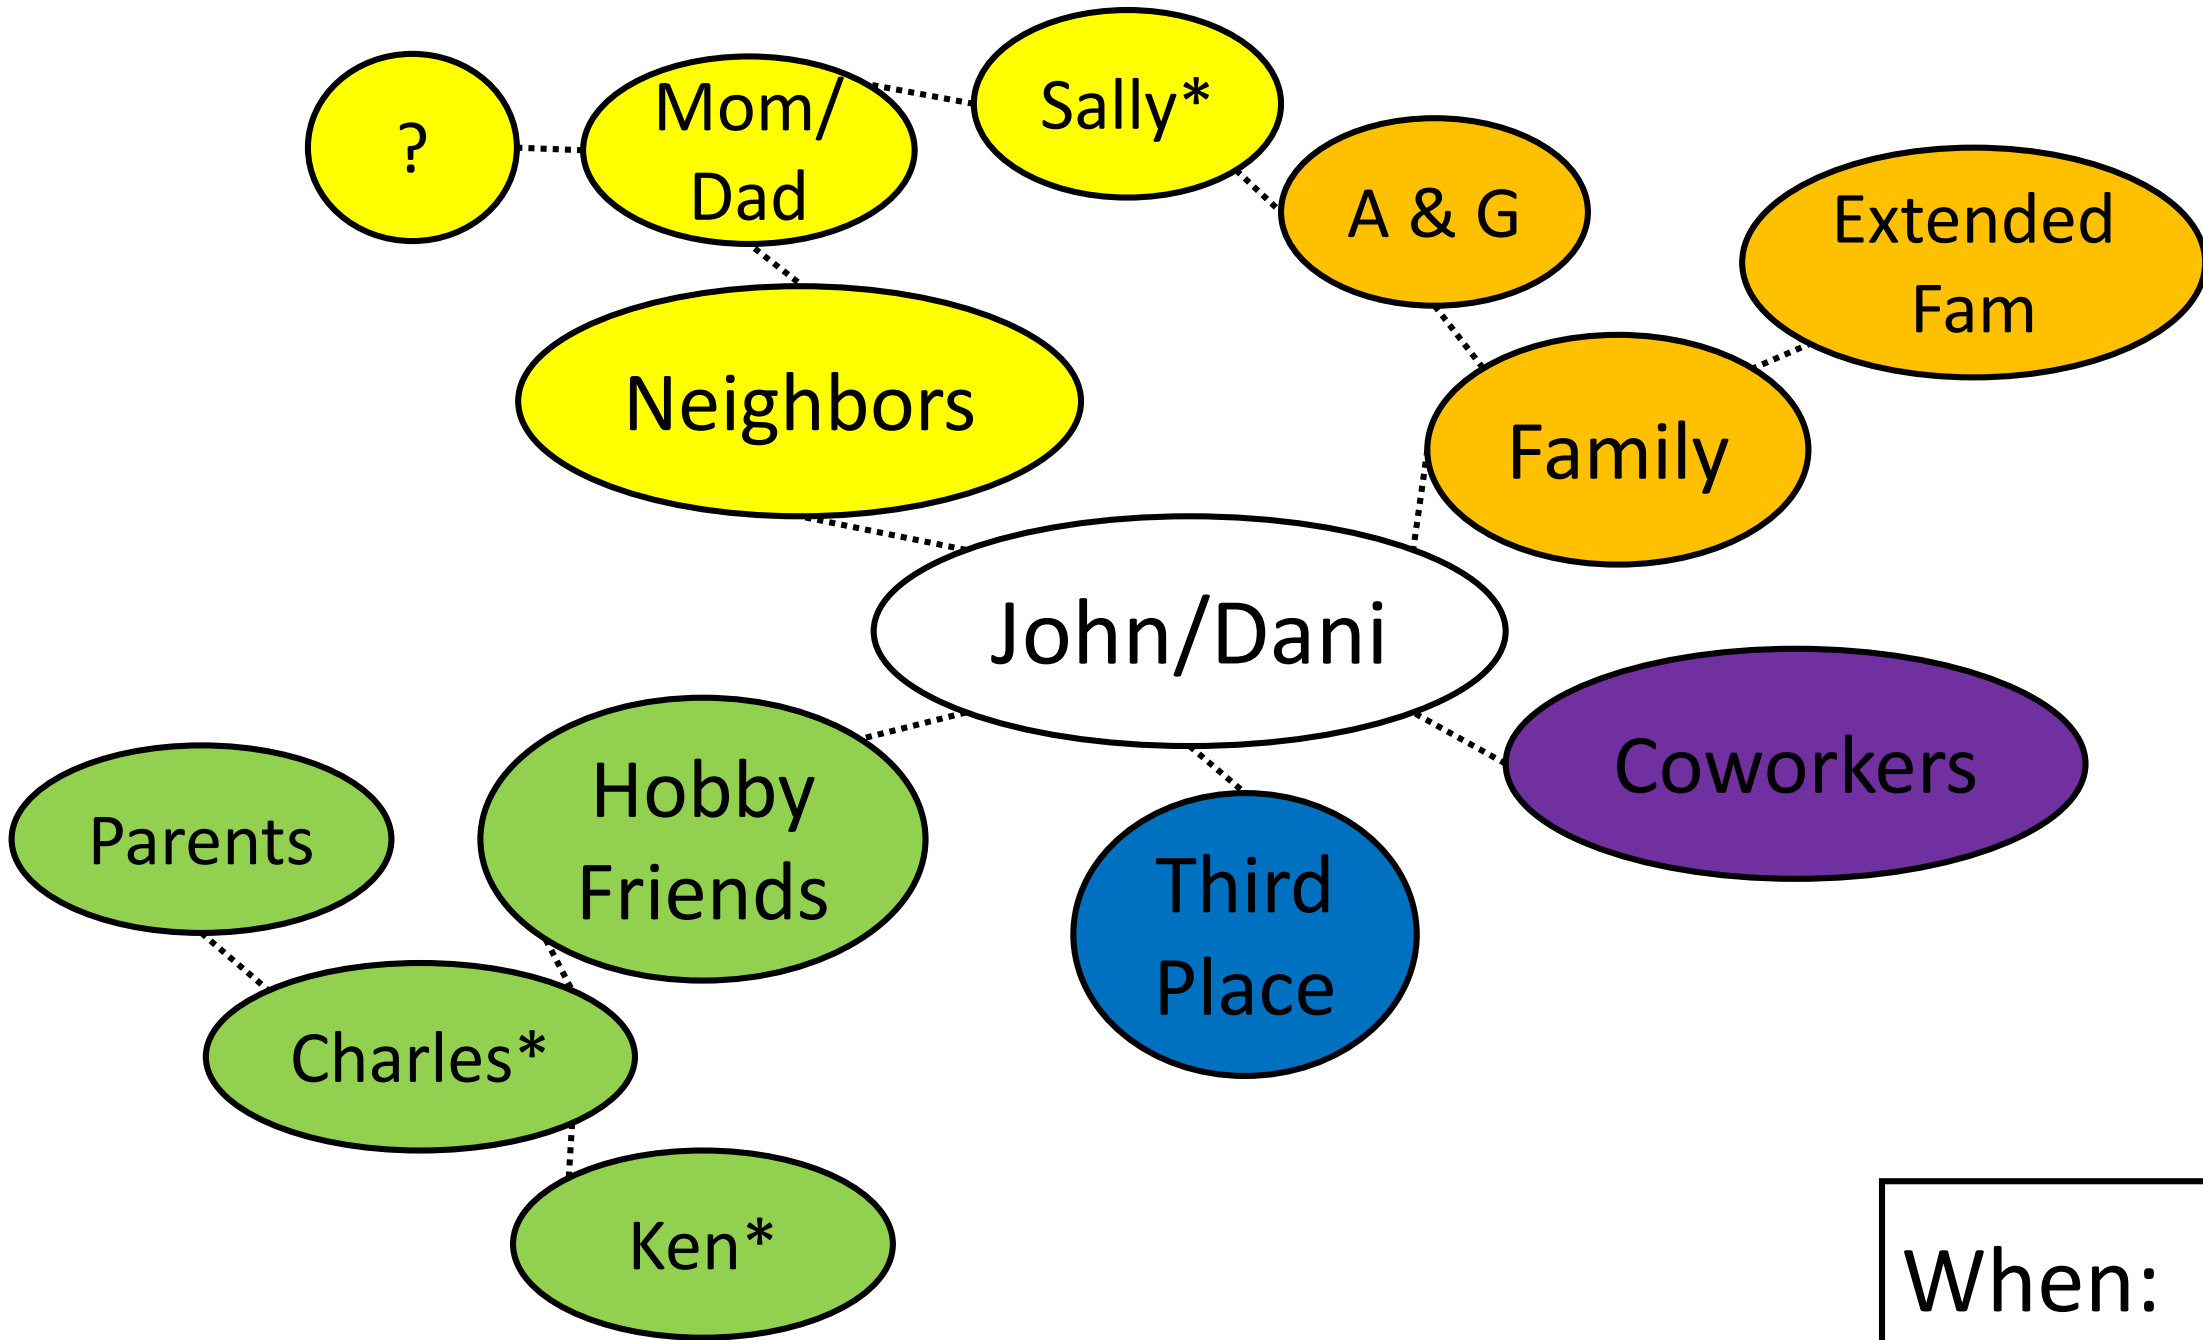 ?
Mom/
Dad
Sally*
A & G
Extended
Fam
Neighbors
Family
John/Dani
Coworkers
Hobby
Friends
Parents
Third
Place
Charles*
Ken*
When: